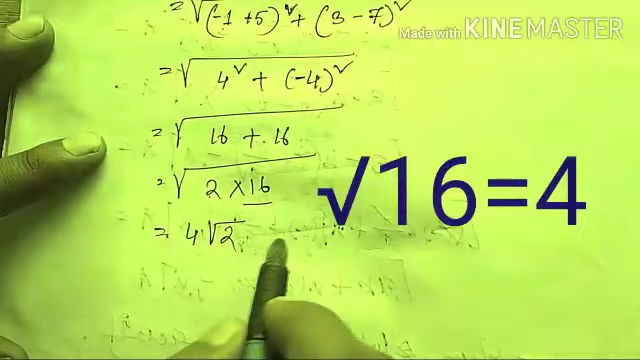 = √(-1 + 5)² + (3 - 7)²
Made with KINEMASTER
= √4² + (-4)²
= √16 + 16
= √2 × 16
√16=4
= 4√2